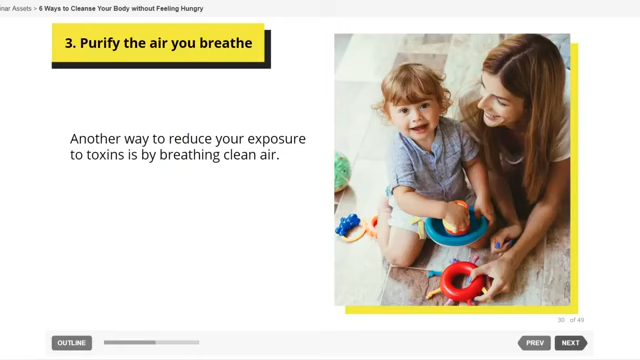 inar Assets > 6 Ways to Cleanse Your Body without Feeling Hungry
3. Purify the air you breathe
Another way to reduce your exposure
to toxins is by breathing clean air.
30 of 49
OUTLINE
PREV
NEXT